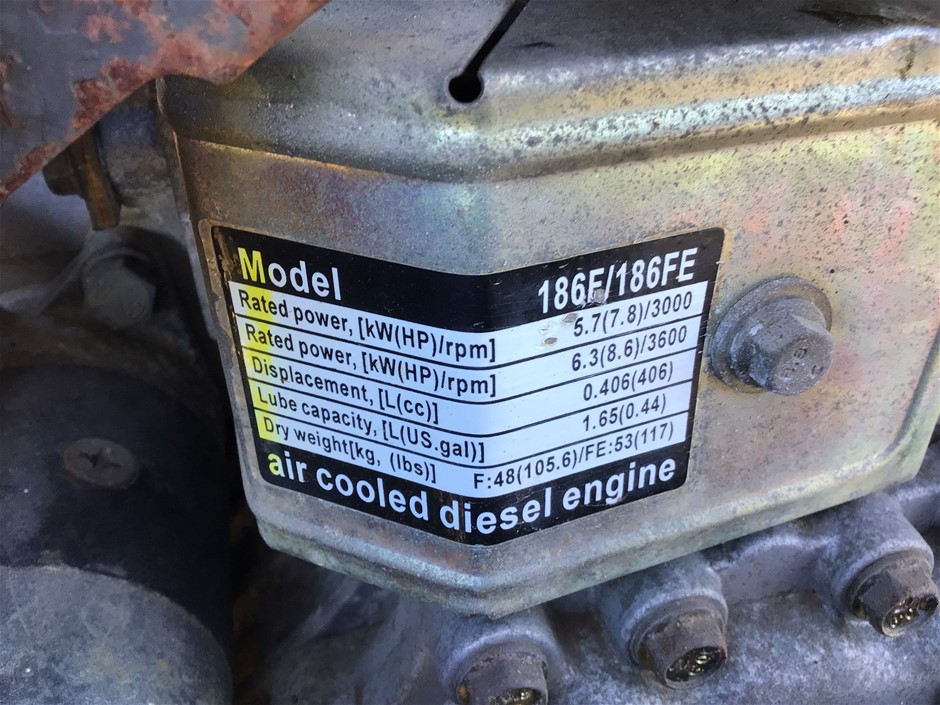 Model 186F/186FE
Rated power, [kW(HP)/rpm] 5.7(7.8)/3000
Rated power, [kW(HP)/rpm] 6.3(8.6)/3600
Displacement, [L(cc)] 0.406(406)
Lube capacity, [L(US.gal)] 1.65(0.44)
Dry weight[kg, (lbs)] F:48(105.6)/FE:53(117)
air cooled diesel engine